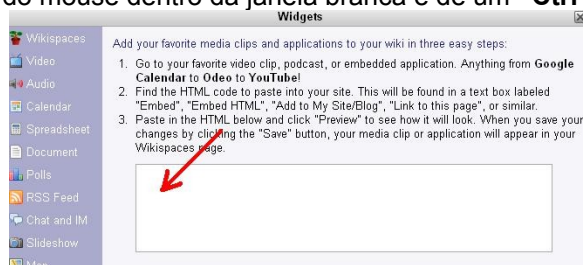 do mouse dentro da janela branca e de um "Ctrl
Widgets
Wikispaces
Video
Audio
Calendar
Spreadsheet
Document
Polls
RSS Feed
Chat and IM
Slideshow
Map
Add your favorite media clips and applications to your wiki in three easy steps:
1. Go to your favorite video clip, podcast, or embedded application. Anything from Google
Calendar to Odeo to YouTube!
2. Find the HTML code to paste into your site. This will be found in a text box labeled
"Embed", "Embed HTML", "Add to My Site/Blog", "Link to this page", or similar.
3. Paste in the HTML below and click "Preview" to see how it will look. When you save your
changes by clicking the "Save" button, your media clip or application will appear in your
Wikispaces page.